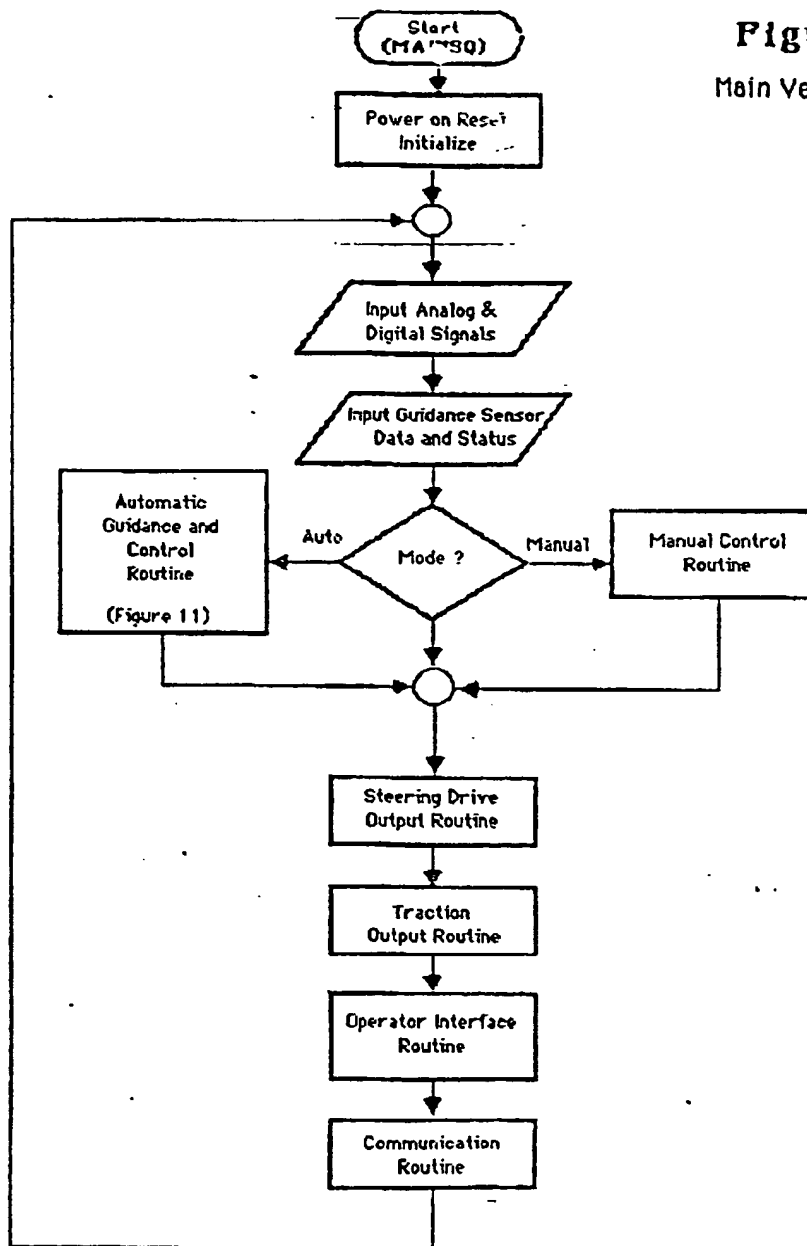 Start
Main
Power on Reset
Initialize
Input Analog &
Digital Signals
Input Guidance Sensor
Data and Status
Automatic
Guidance and
Control
Routine
(Figure 11)
Auto
Mode ?
Manual
Manual Control
Routine
Steering Drive
Output Routine
Traction
Output Routine
Operator Interface
Routine
Communication
Routine